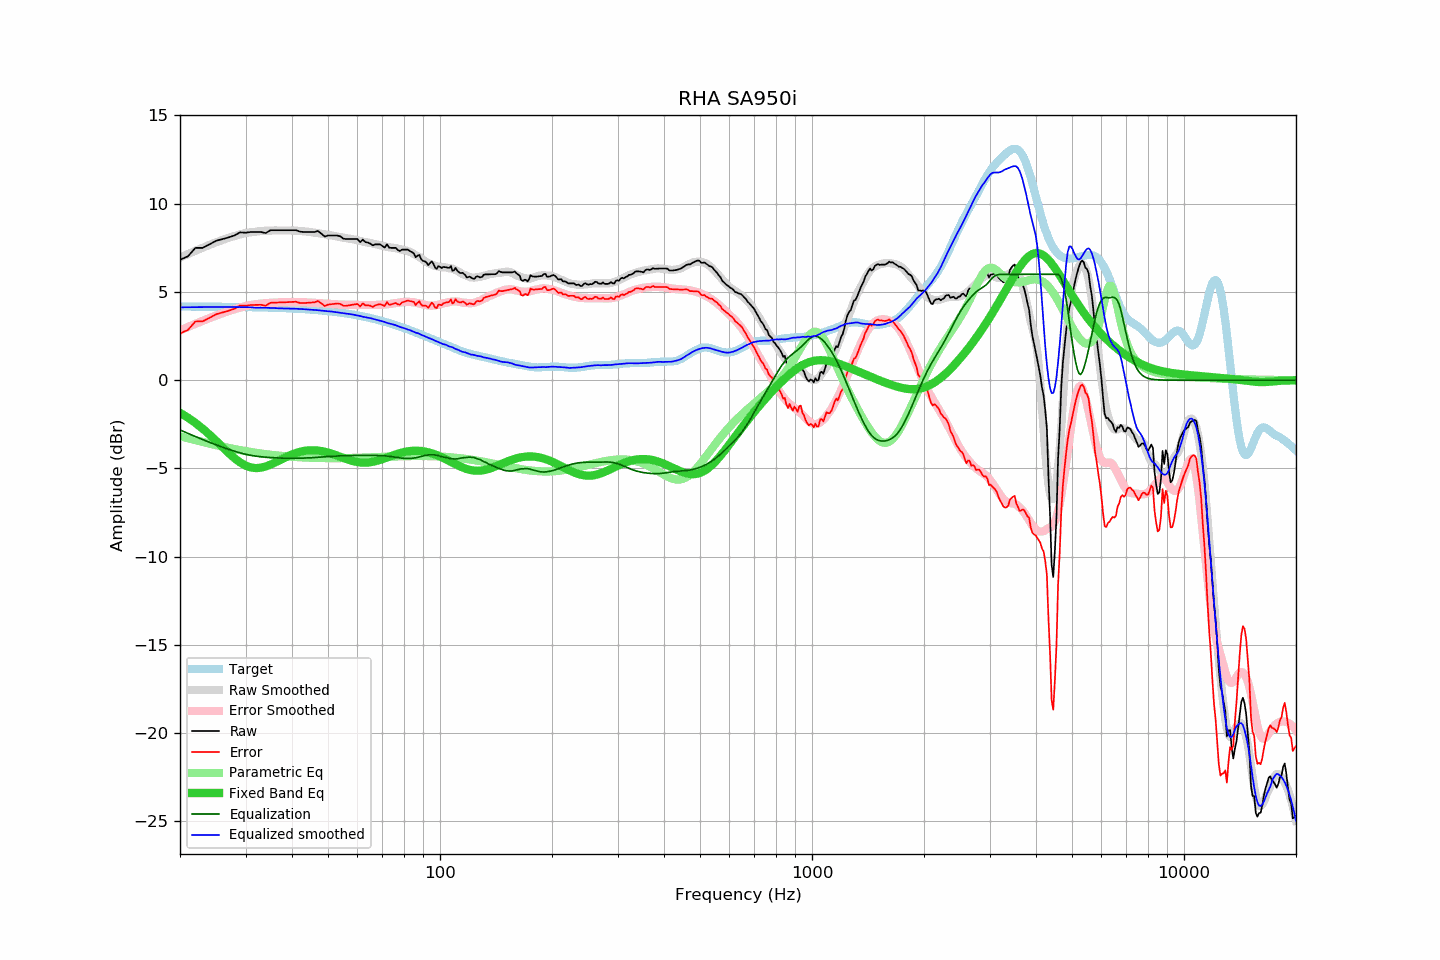 RHA SA950i
15
10
5
0
−5
−10
−15
−20
−25
Amplitude (dBr)
Target
Raw Smoothed
Error Smoothed
Raw
Error
Parametric Eq
Fixed Band Eq
Equalization
Equalized smoothed
100
1000
10000
Frequency (Hz)